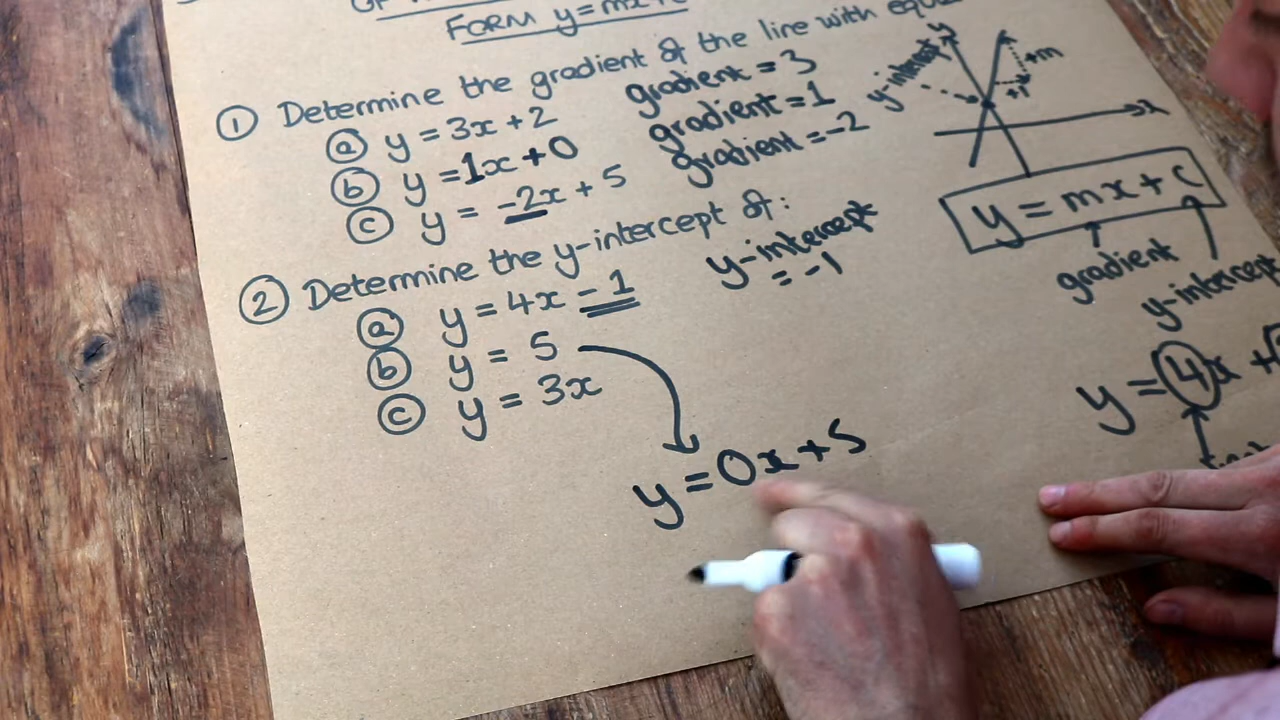 FORM y=mx+c
① Determine the gradient of the line with
ⓐ y = 3x + 2 gradient = 3
ⓑ y = 1x + 0 gradient = 1
ⓒ y = -2x + 5 gradient = -2
② Determine the y-intercept of:
ⓐ y = 4x - 1 y-intercept
= -1
ⓑ y = 5
ⓒ y = 3x
y = 0x + 5
y
y-intercept
+m
+1
x
y = mx + c
gradient
y-intercept
y = 4x +